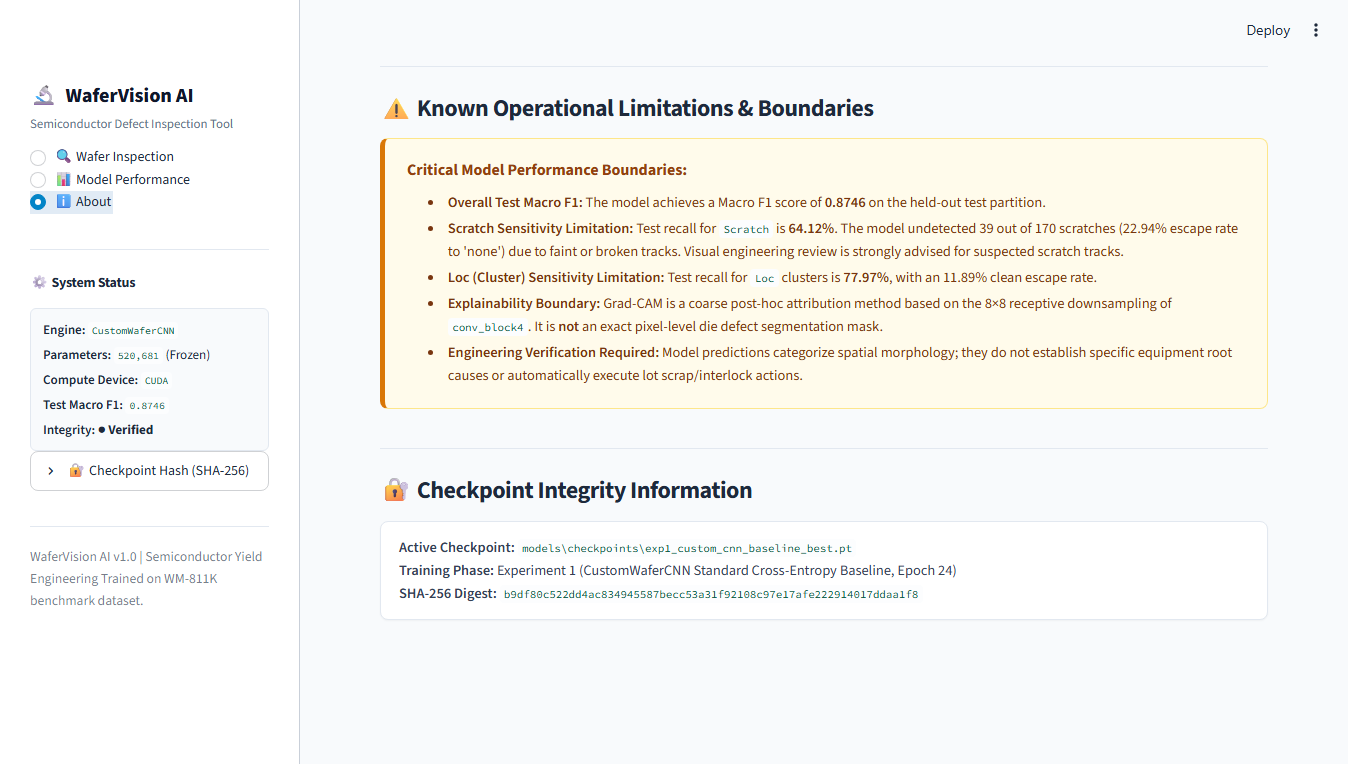 Deploy
WaferVision AI
Semiconductor Defect Inspection Tool
Wafer Inspection
Model Performance
About
System Status
Engine: CustomWaferCNN
Parameters: 520,681 (Frozen)
Compute Device: CUDA
Test Macro F1: 0.8746
Integrity: ● Verified
Checkpoint Hash (SHA-256)
WaferVision AI v1.0 | Semiconductor Yield
Engineering Trained on WM-811K
benchmark dataset.
Known Operational Limitations & Boundaries
Critical Model Performance Boundaries:
• Overall Test Macro F1: The model achieves a Macro F1 score of 0.8746 on the held-out test partition.
• Scratch Sensitivity Limitation: Test recall for Scratch is 64.12%. The model undetected 39 out of 170 scratches (22.94% escape rate
to 'none') due to faint or broken tracks. Visual engineering review is strongly advised for suspected scratch tracks.
• Loc (Cluster) Sensitivity Limitation: Test recall for Loc clusters is 77.97%, with an 11.89% clean escape rate.
• Explainability Boundary: Grad-CAM is a coarse post-hoc attribution method based on the 8×8 receptive downsampling of
conv_block4 . It is not an exact pixel-level die defect segmentation mask.
• Engineering Verification Required: Model predictions categorize spatial morphology; they do not establish specific equipment root
causes or automatically execute lot scrap/interlock actions.
Checkpoint Integrity Information
Active Checkpoint: models\checkpoints\exp1_custom_cnn_baseline_best.pt
Training Phase: Experiment 1 (CustomWaferCNN Standard Cross-Entropy Baseline, Epoch 24)
SHA-256 Digest: b9df80c522dd4ac834945587becc53a31f92108c97e17afe222914017ddaa1f8